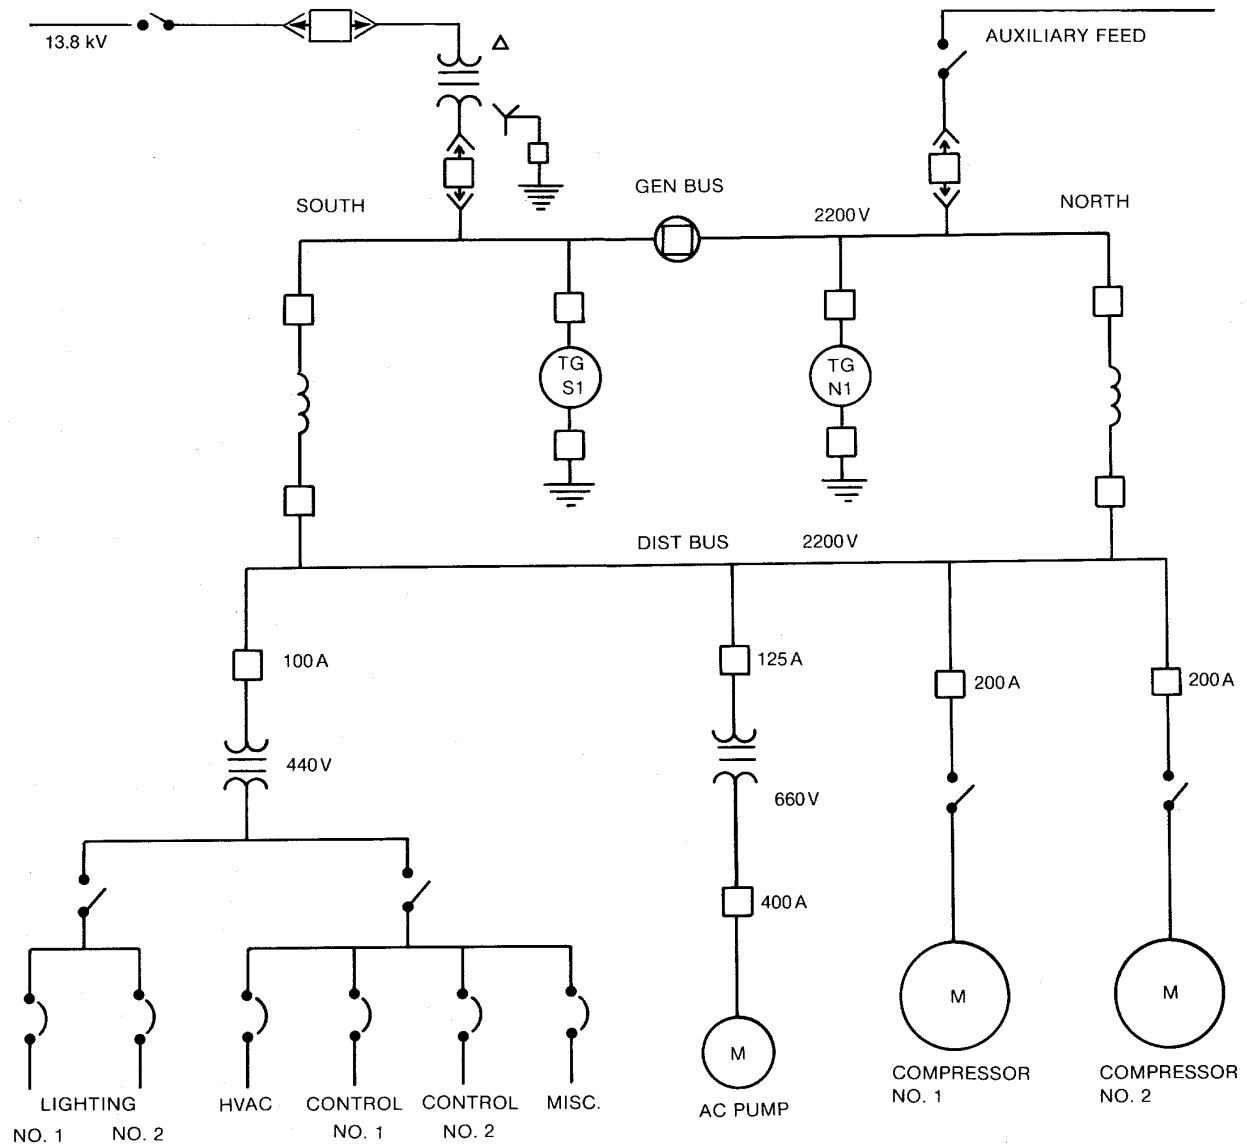 13.8 kV
AUXILIARY FEED
Δ
GEN BUS
SOUTH
2200V
NORTH
TG
S1
TG
N1
DIST BUS
2200V
100A
125A
200A
200A
440V
660V
400A
M
M
M
LIGHTING
NO. 1
NO. 2
HVAC
CONTROL
NO. 1
CONTROL
NO. 2
MISC.
AC PUMP
COMPRESSOR
NO. 1
COMPRESSOR
NO. 2